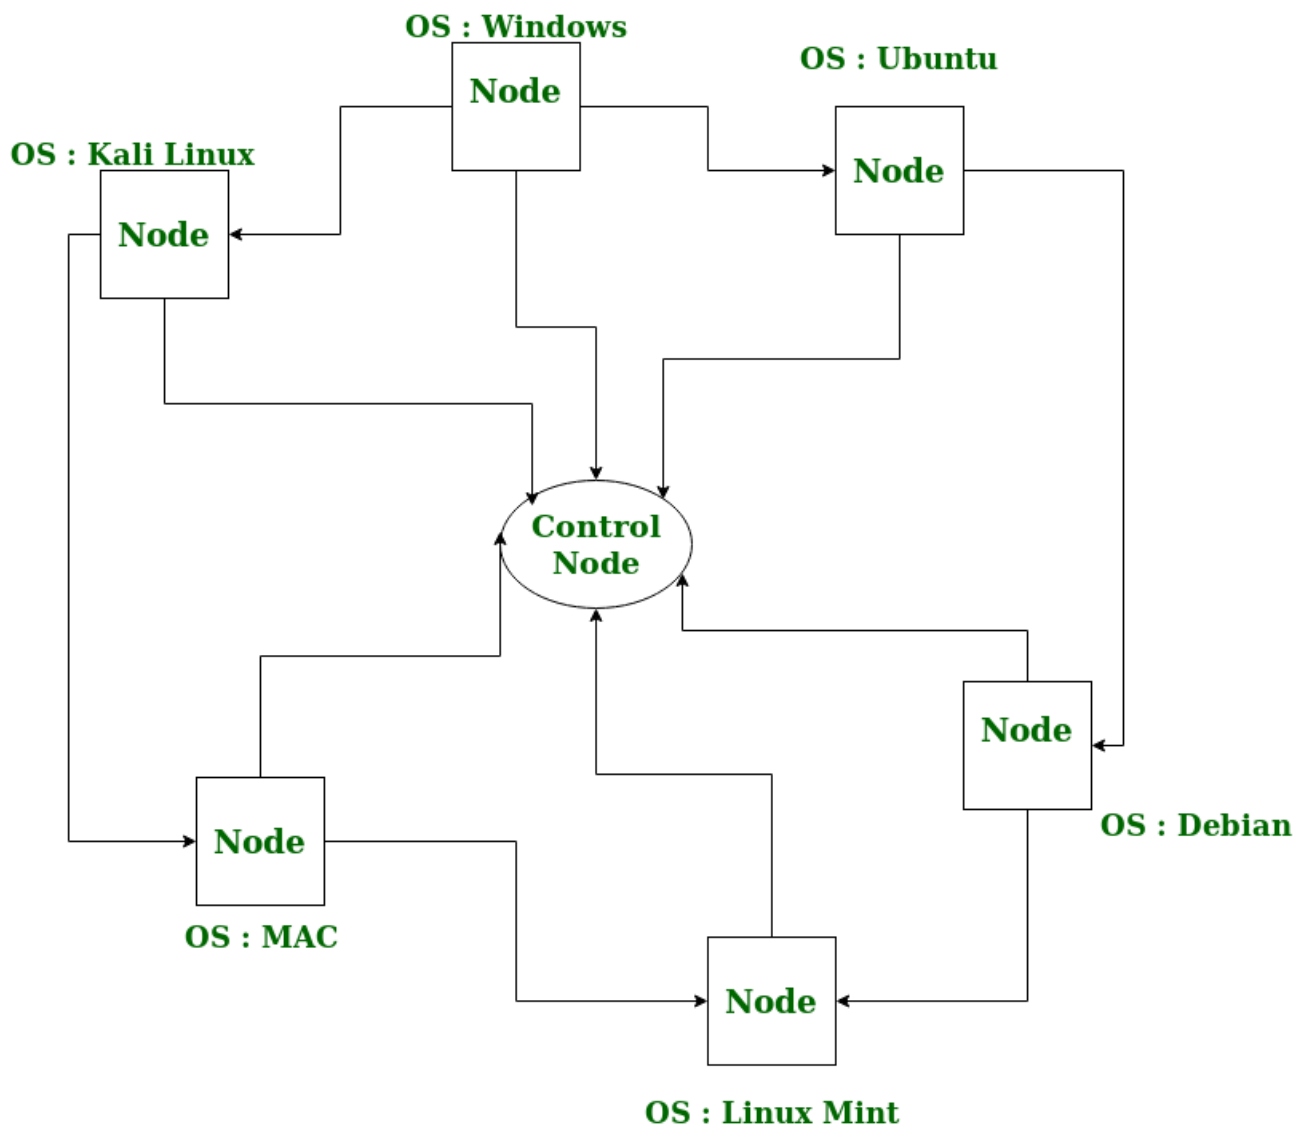 OS : Windows
Node
OS : Ubuntu
Node
OS : Kali Linux
Node
Control
Node
Node
OS : Debian
Node
OS : MAC
Node
OS : Linux Mint